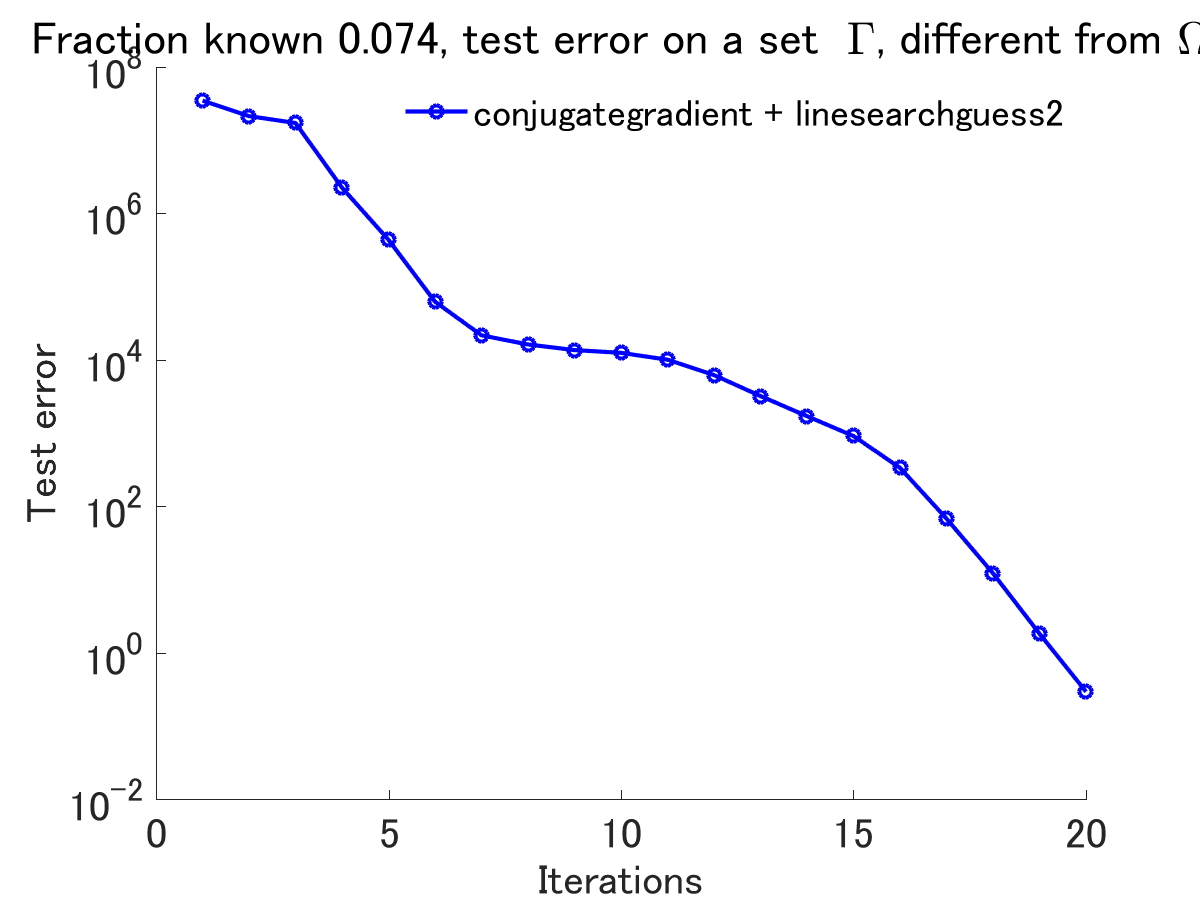 Fraction known 0.074, test error on a set Γ, different from Ω
10^8
conjugategradient + linesearchguess2
10^6
10^4
10^2
10^0
10^−2
Test error
0 5 10 15 20
Iterations